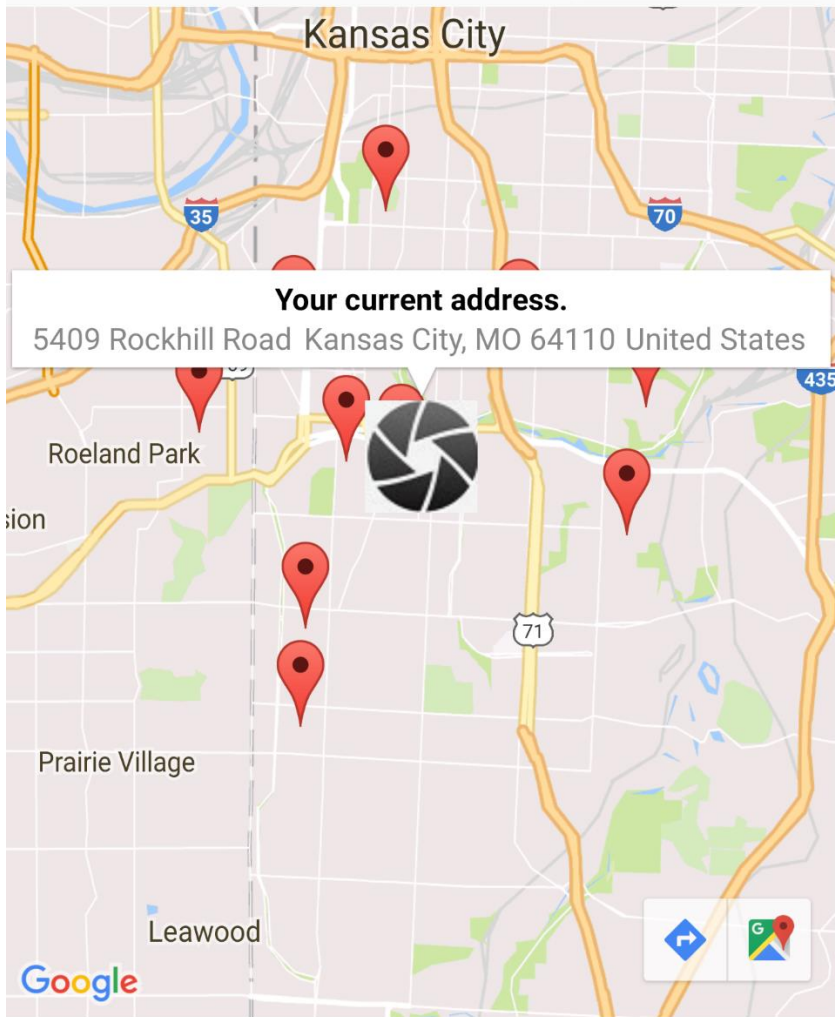 Kansas City
35
70
Your current address.
5409 Rockhill Road Kansas City, MO 64110 United States
435
Roeland Park
sion
71
Prairie Village
Leawood
G
Google